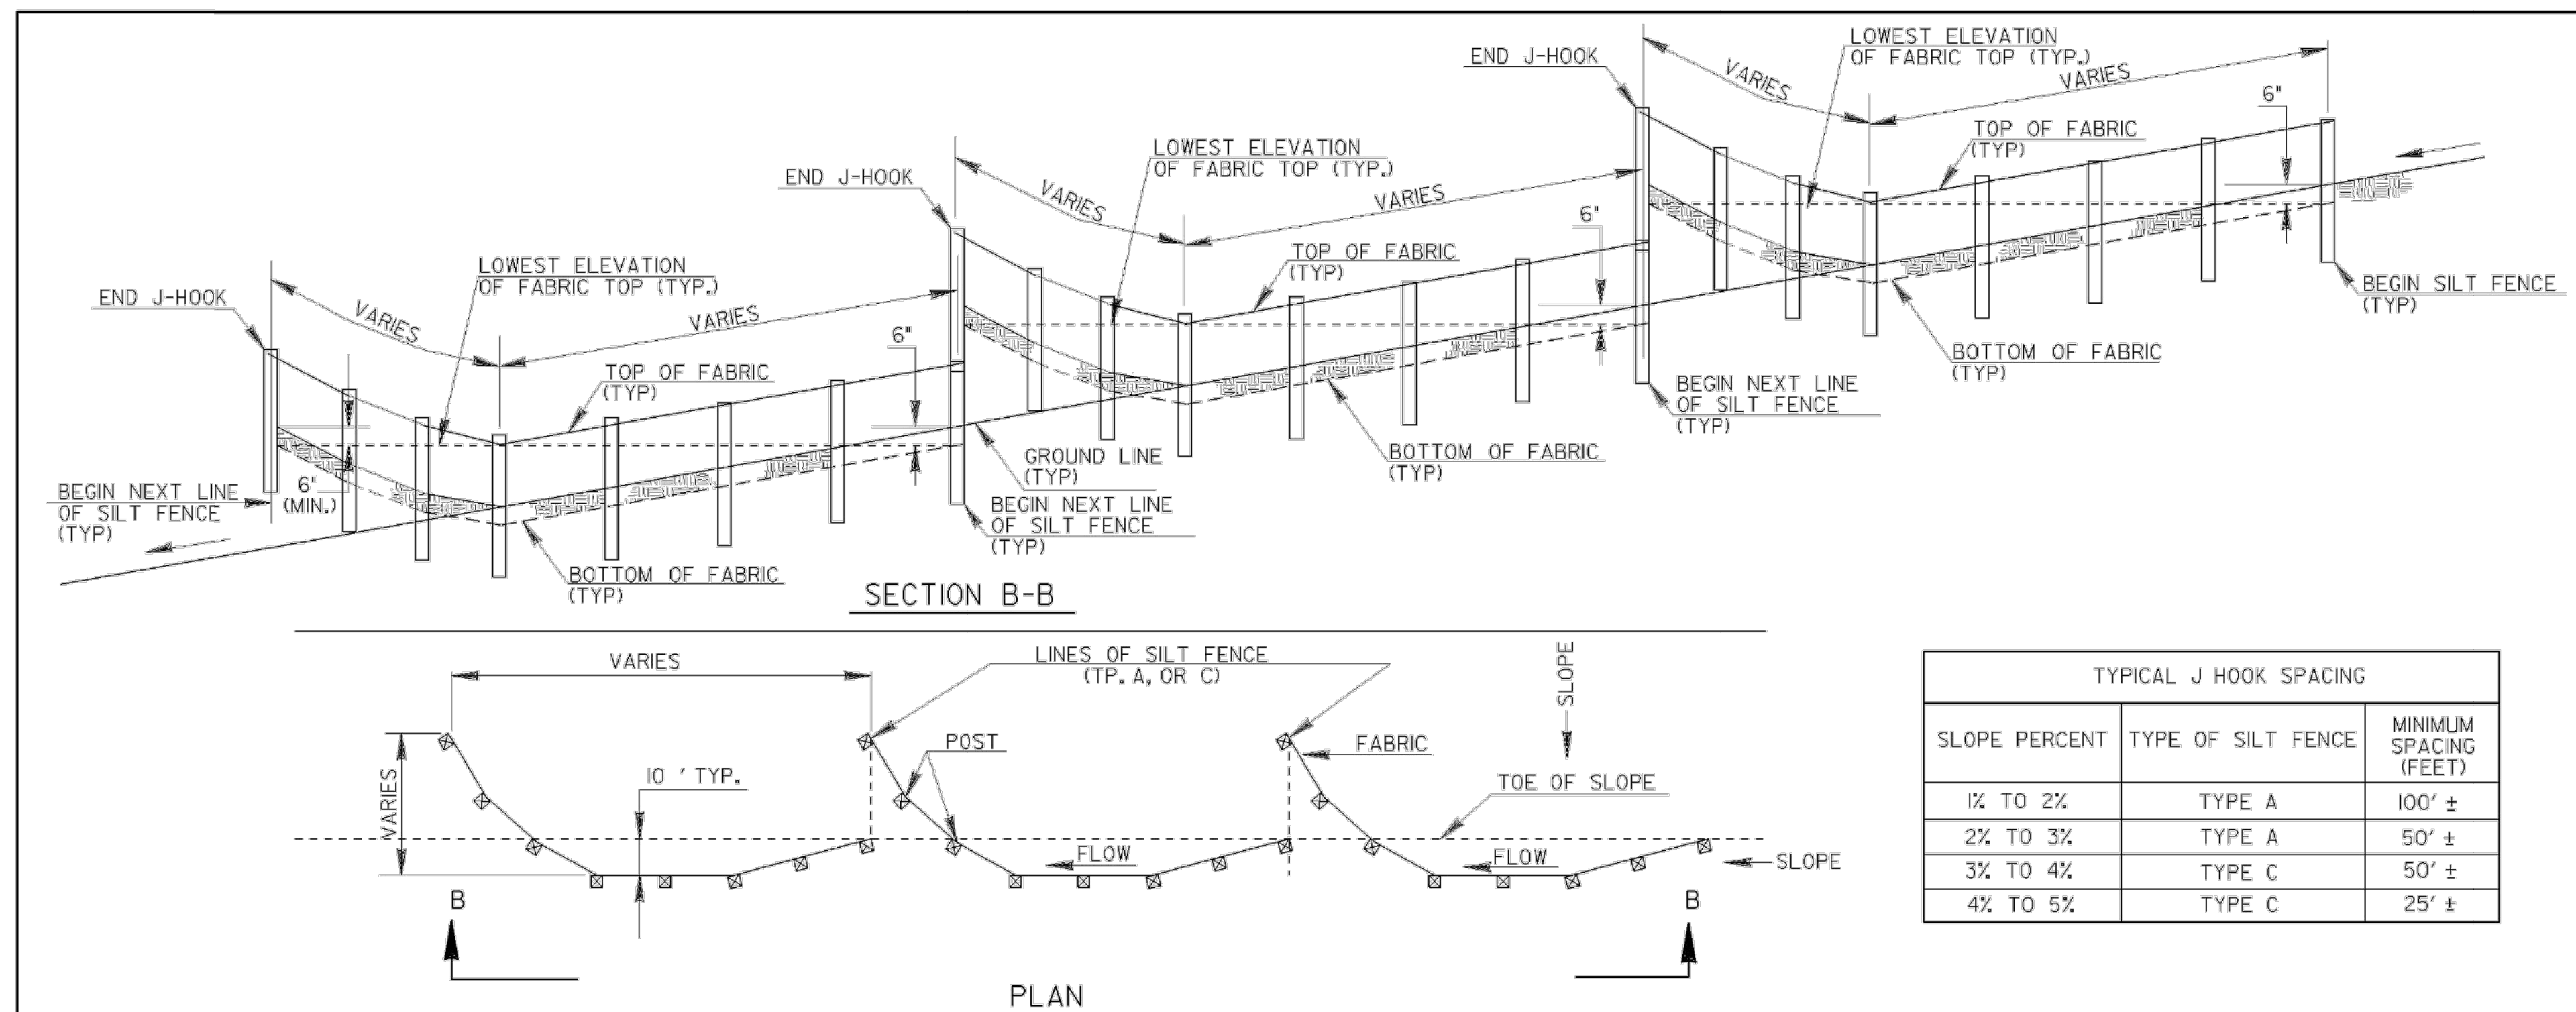 END J-HOOK
VARIES
LOWEST ELEVATION
OF FABRIC TOP (TYP.)
VARIES
6"
TOP OF FABRIC
(TYP)
BEGIN SILT FENCE
(TYP)
BOTTOM OF FABRIC
(TYP)
END J-HOOK
VARIES
LOWEST ELEVATION
OF FABRIC TOP (TYP.)
VARIES
6"
TOP OF FABRIC
(TYP)
BEGIN NEXT LINE
OF SILT FENCE
(TYP)
BOTTOM OF FABRIC
(TYP)
END J-HOOK
VARIES
LOWEST ELEVATION
OF FABRIC TOP (TYP.)
VARIES
6"
TOP OF FABRIC
(TYP)
GROUND LINE
(TYP)
BEGIN NEXT LINE
OF SILT FENCE
(TYP)
6"
(MIN.)
BEGIN NEXT LINE
OF SILT FENCE
(TYP)
BOTTOM OF FABRIC
(TYP)
SECTION B-B
VARIES
LINES OF SILT FENCE
(TP. A, OR C)
SLOPE
POST
FABRIC
10 ' TYP.
VARIES
TOE OF SLOPE
FLOW
FLOW
SLOPE
B
B
PLAN
TYPICAL J HOOK SPACING
SLOPE PERCENT TYPE OF SILT FENCE MINIMUM SPACING (FEET)
1% TO 2% TYPE A 100' ±
2% TO 3% TYPE A 50' ±
3% TO 4% TYPE C 50' ±
4% TO 5% TYPE C 25' ±